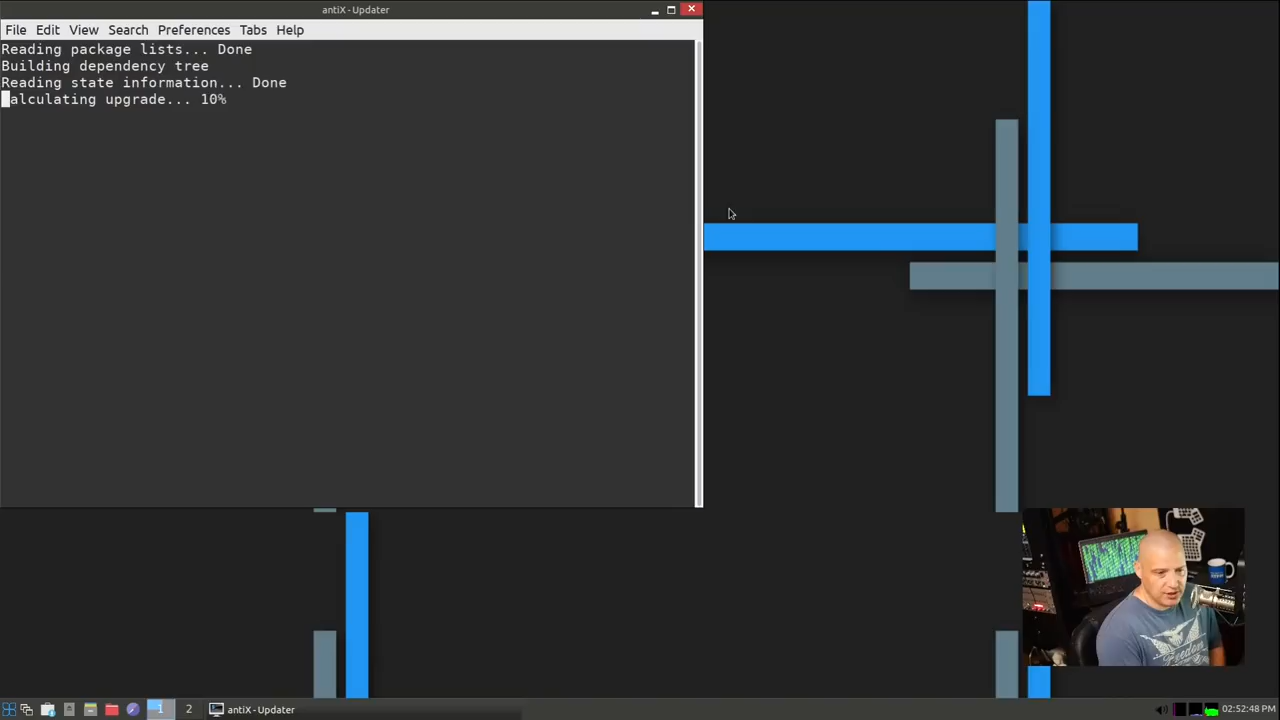 antiX - Updater
File Edit View Search Preferences Tabs Help
Reading package lists... Done
Building dependency tree
Reading state information... Done
alculating upgrade... 10%
1 2 antiX - Updater 02:52:48 PM